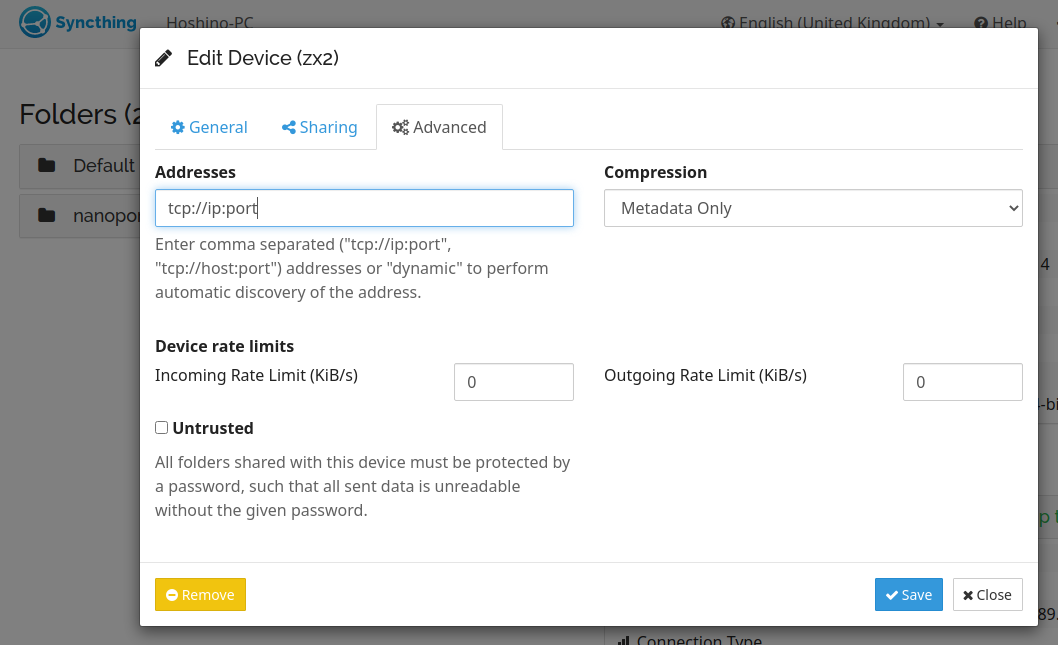 Syncthing
Hoshino-PC
English (United Kingdom)
Help
Edit Device (zx2)
Folders (2
General
Sharing
Advanced
Default
nanopo
Addresses
Compression
tcp://ip:port
Metadata Only
Enter comma separated ("tcp://ip:port",
"tcp://host:port") addresses or "dynamic" to perform
automatic discovery of the address.
4
Device rate limits
Incoming Rate Limit (KiB/s)
0
Outgoing Rate Limit (KiB/s)
0
Untrusted
All folders shared with this device must be protected by
a password, such that all sent data is unreadable
without the given password.
Remove
Save
Close
89.
Connection Type